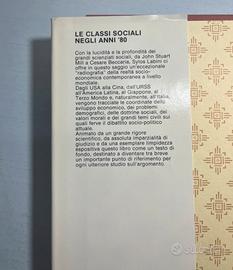 LE CLASSI SOCIALI
NEGLI ANNI '80
Con la lucidità e la profondità dei
grandi scienziati sociali, da John Stuart
Mill a Cesare Beccaria, Sylos Labini ci
offre in questo saggio un'eccezionale
"radiografia" della realtà socio-
economica contemporanea a livello
mondiale.
Dagli USA alla Cina, dall'URSS
all'America Latina, al Giappone, al
Terzo Mondo e, naturalmente, all'Italia,
vengono tracciate le coordinate dello
sviluppo economico, dei problemi
demografici, delle dottrine sociali, dei
valori morali e dei grandi temi civili sui
quali ferve il dibattito socio-politico
attuale.
Animato da un grande rigore
scientifico, da assoluta imparzialità di
giudizio e da una esemplare limpidezza
espositiva questo libro come un testo di
fondo, destinato a diventare tra breve
un importante punto di riferimento per
ogni ulteriore studio sull'argomento).
subito